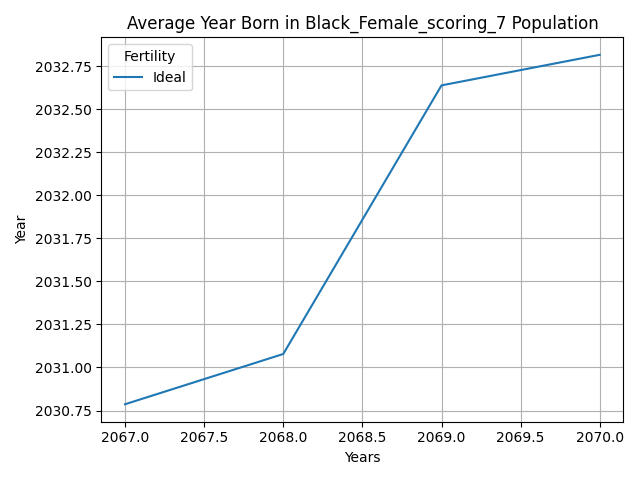 Average Year Born in Black_Female_scoring_7 Population
Fertility
Ideal
2032.75
2032.50
2032.25
2032.00
2031.75
2031.50
2031.25
2031.00
2030.75
Year
2067.0 2067.5 2068.0 2068.5 2069.0 2069.5 2070.0
Years